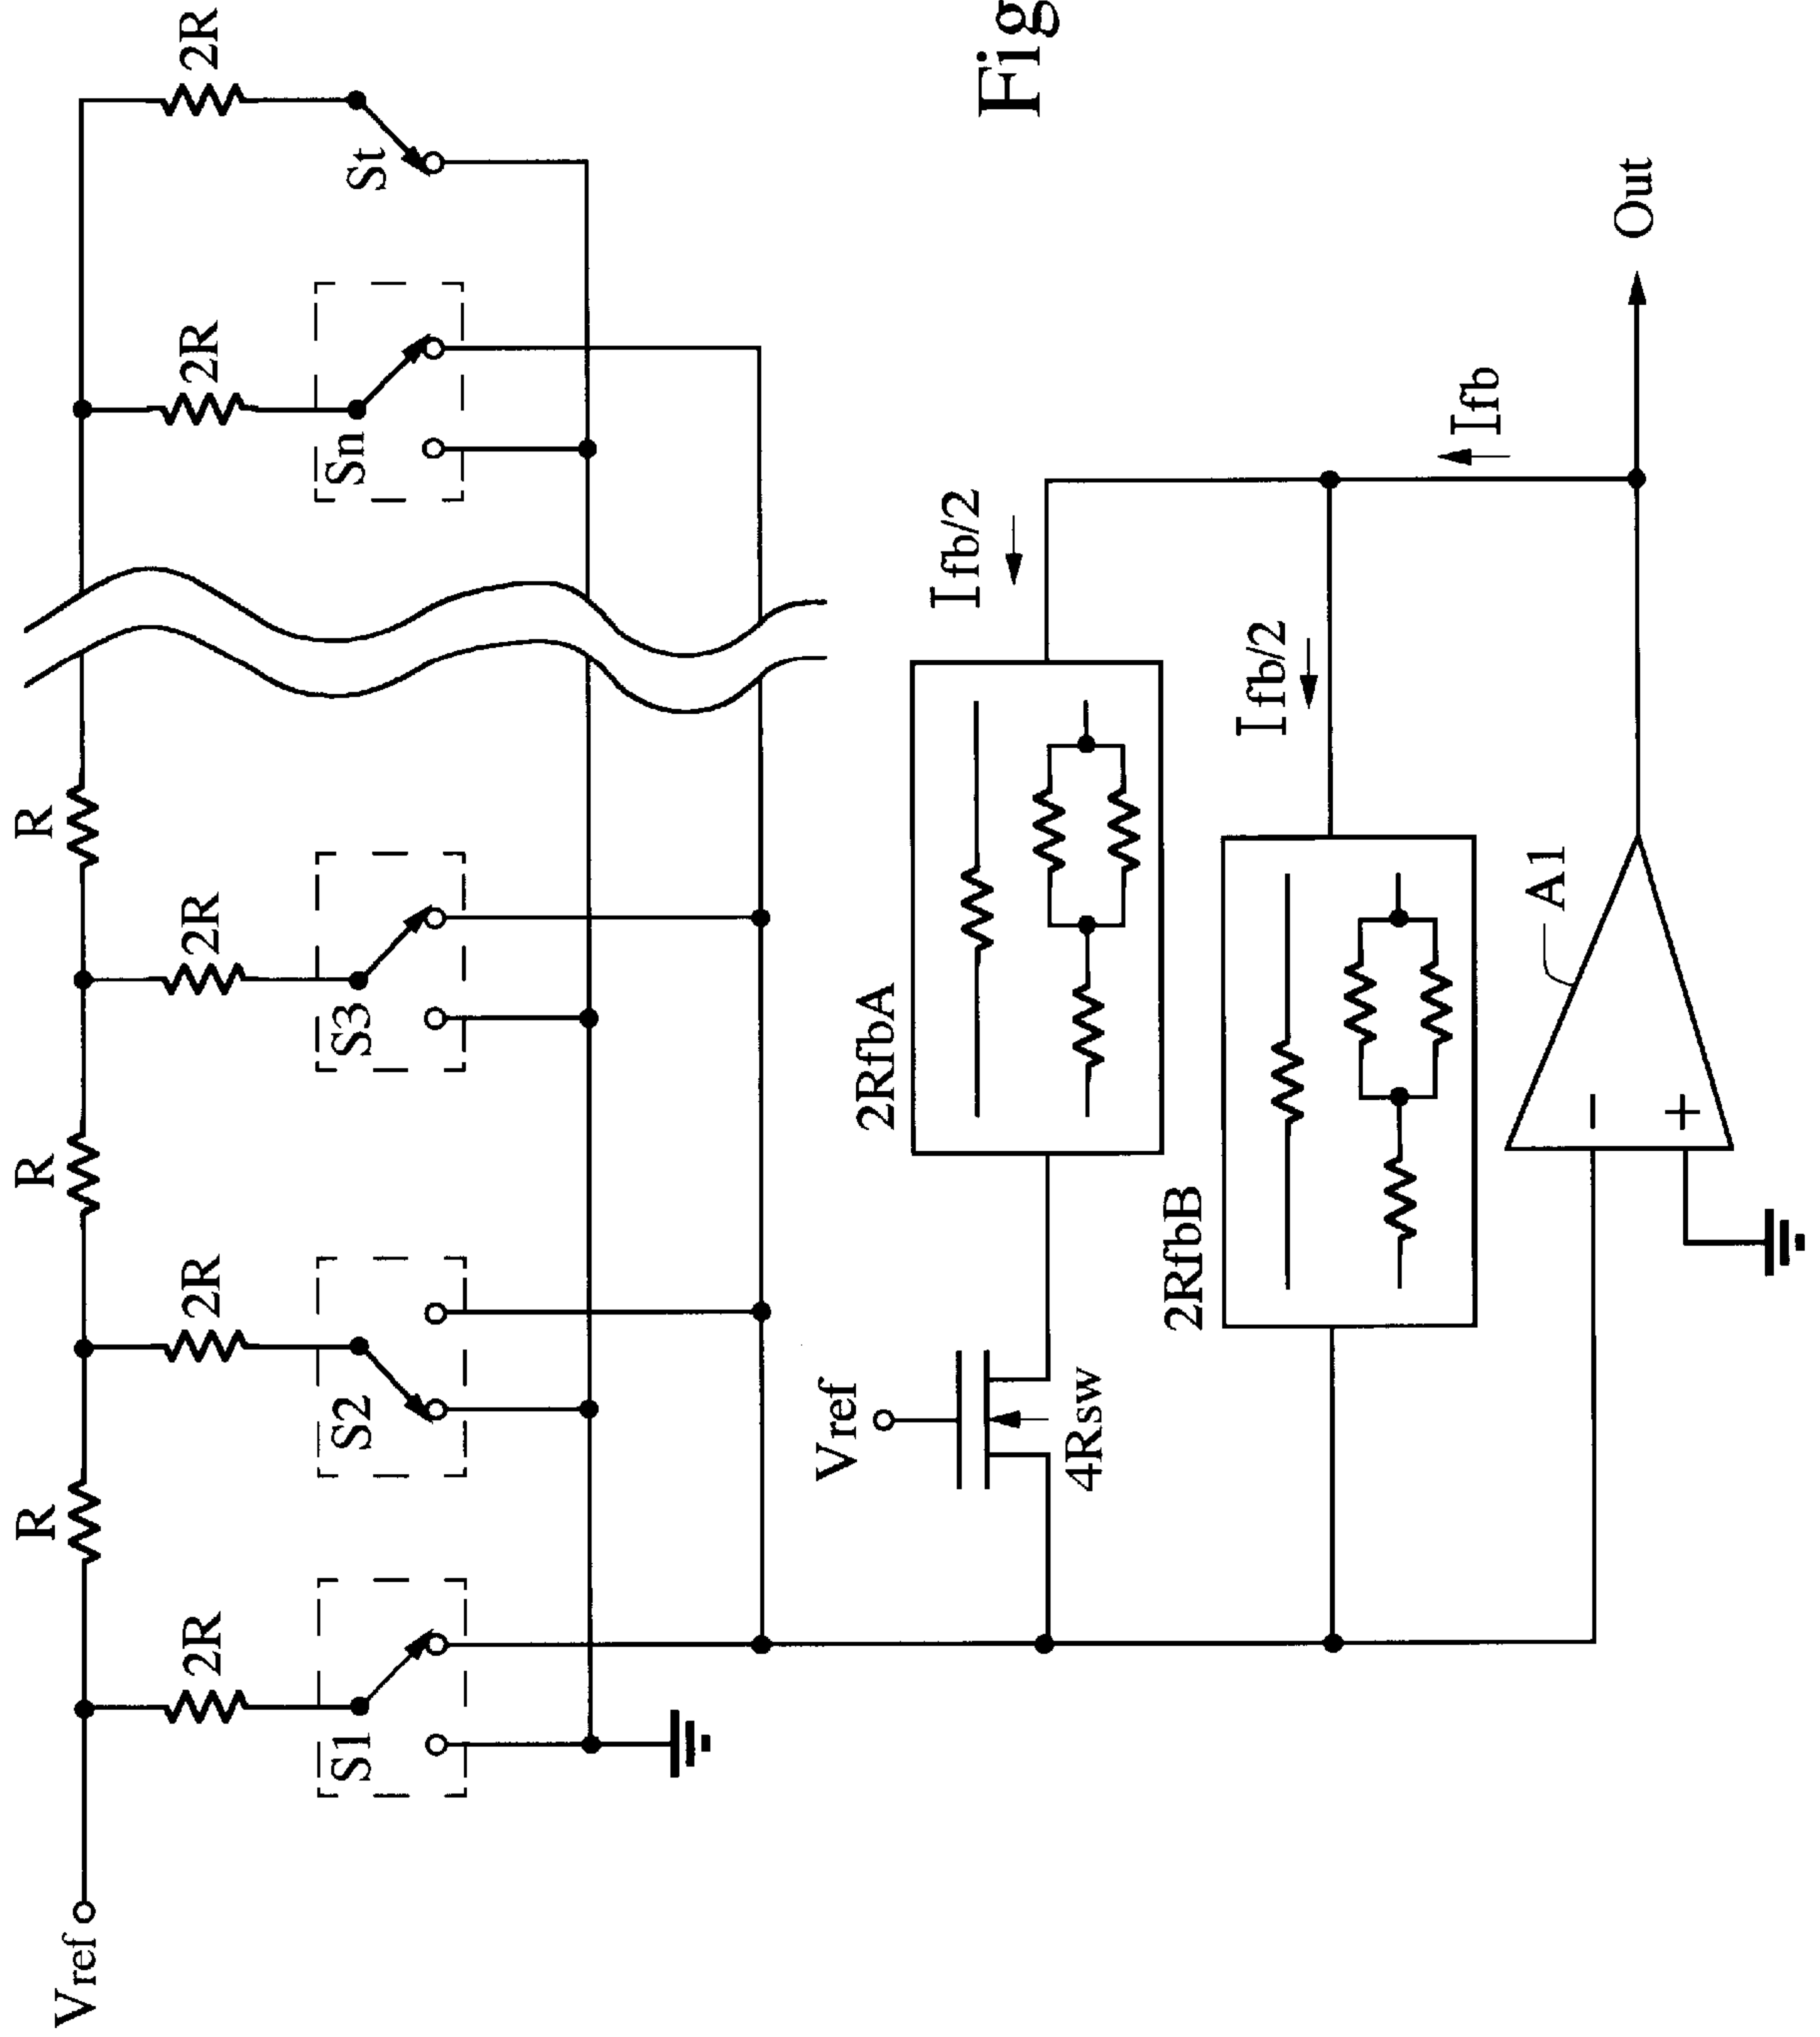 Vref
R
R
R
2R
2R
2R
2R
2R
S1
S2
S3
Sn
St
Vref
4Rsw
2RfbA
Ifb/2
2RfbB
Ifb/2
Ifb
A1
−
+
Out
Fig